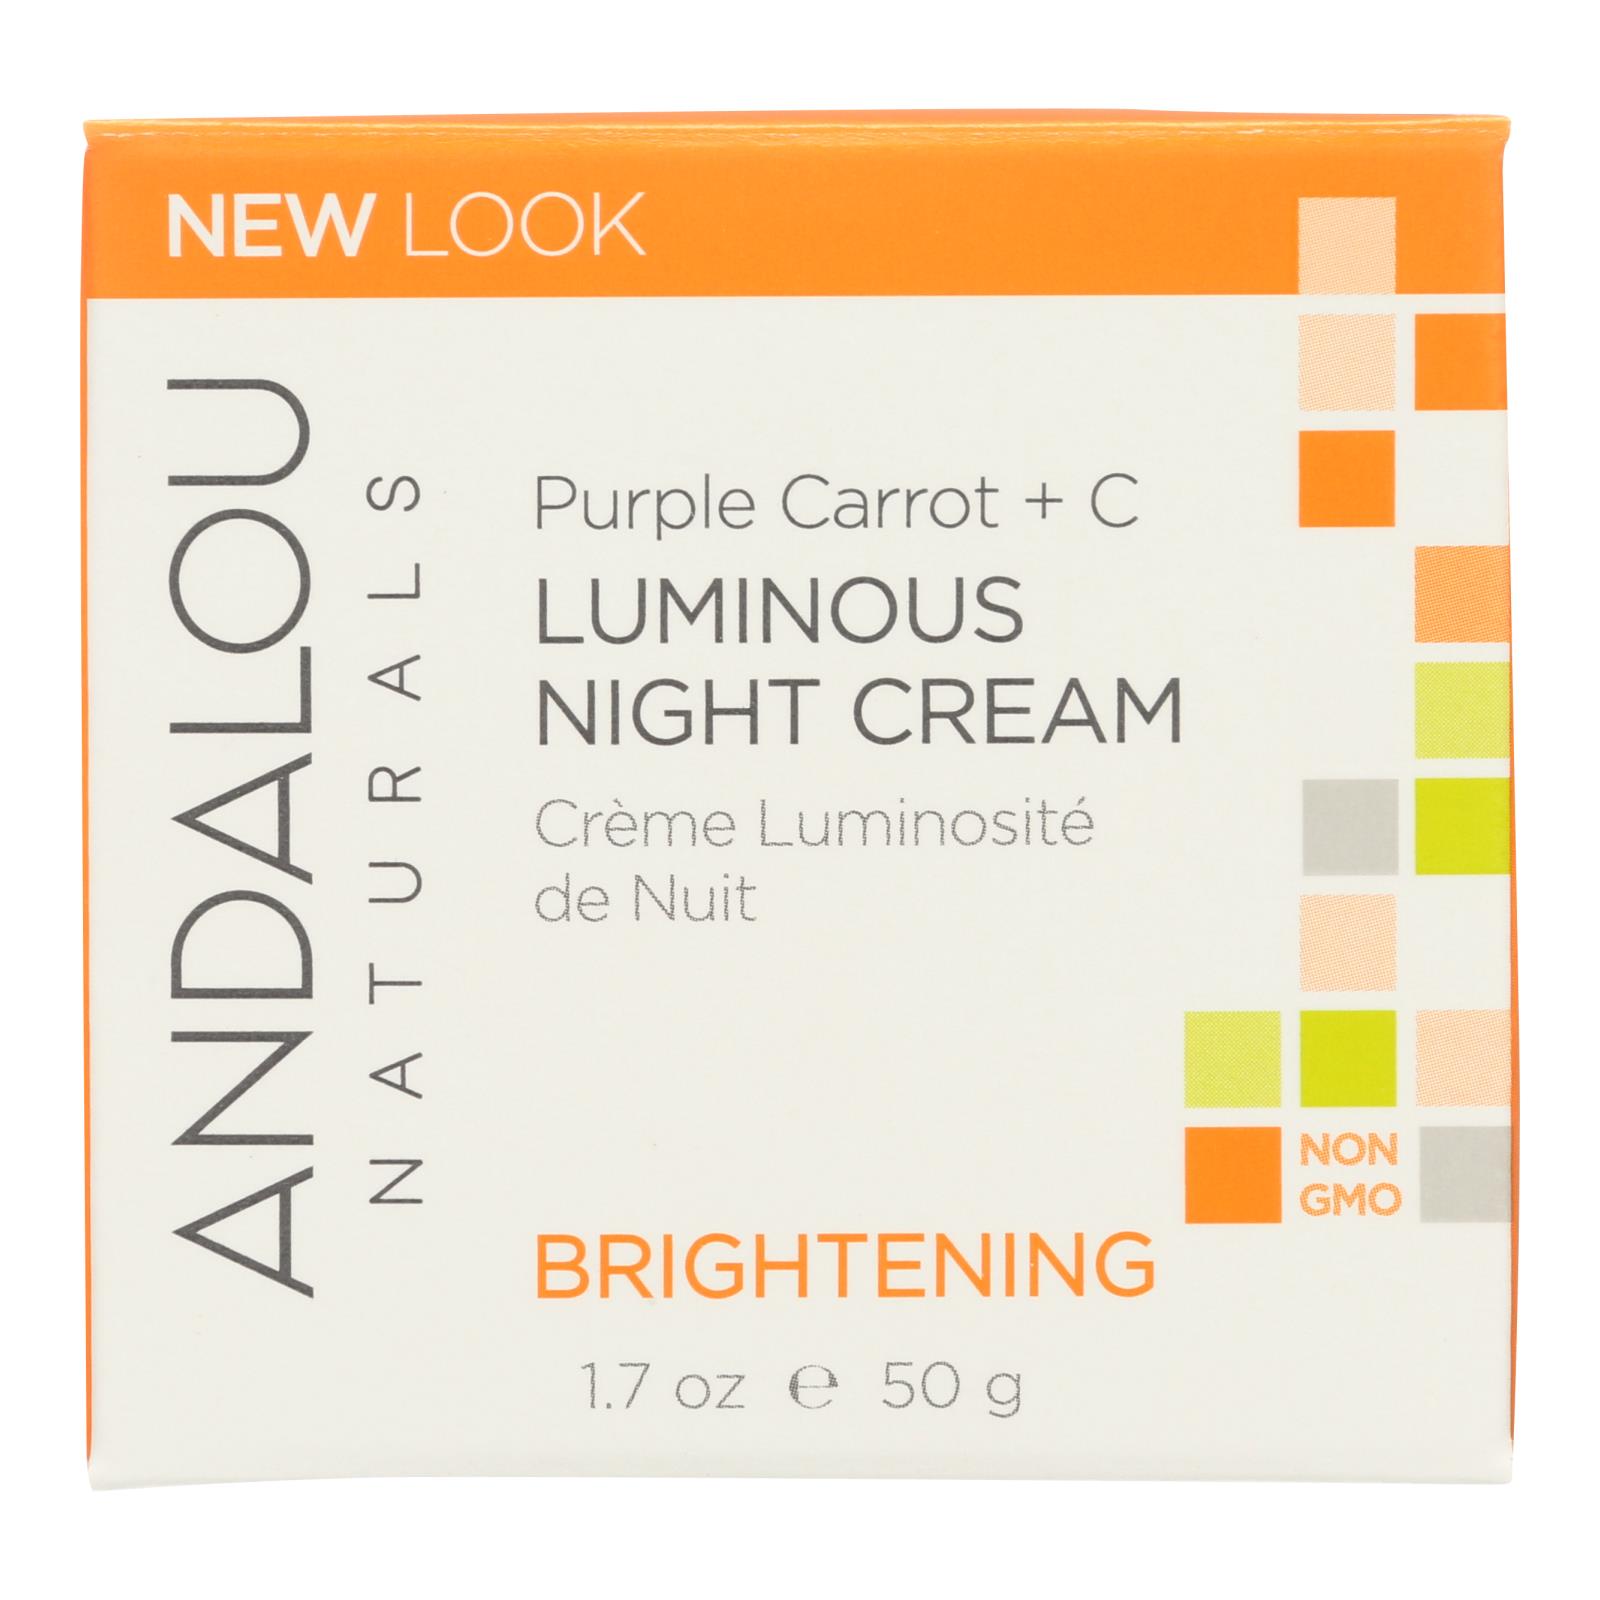 NEW LOOK
ANDALOU
NATURALS
Purple Carrot + C
LUMINOUS
NIGHT CREAM
Crème Luminosité
de Nuit
NON
GMO
BRIGHTENING
1.7 oz ℮ 50 g